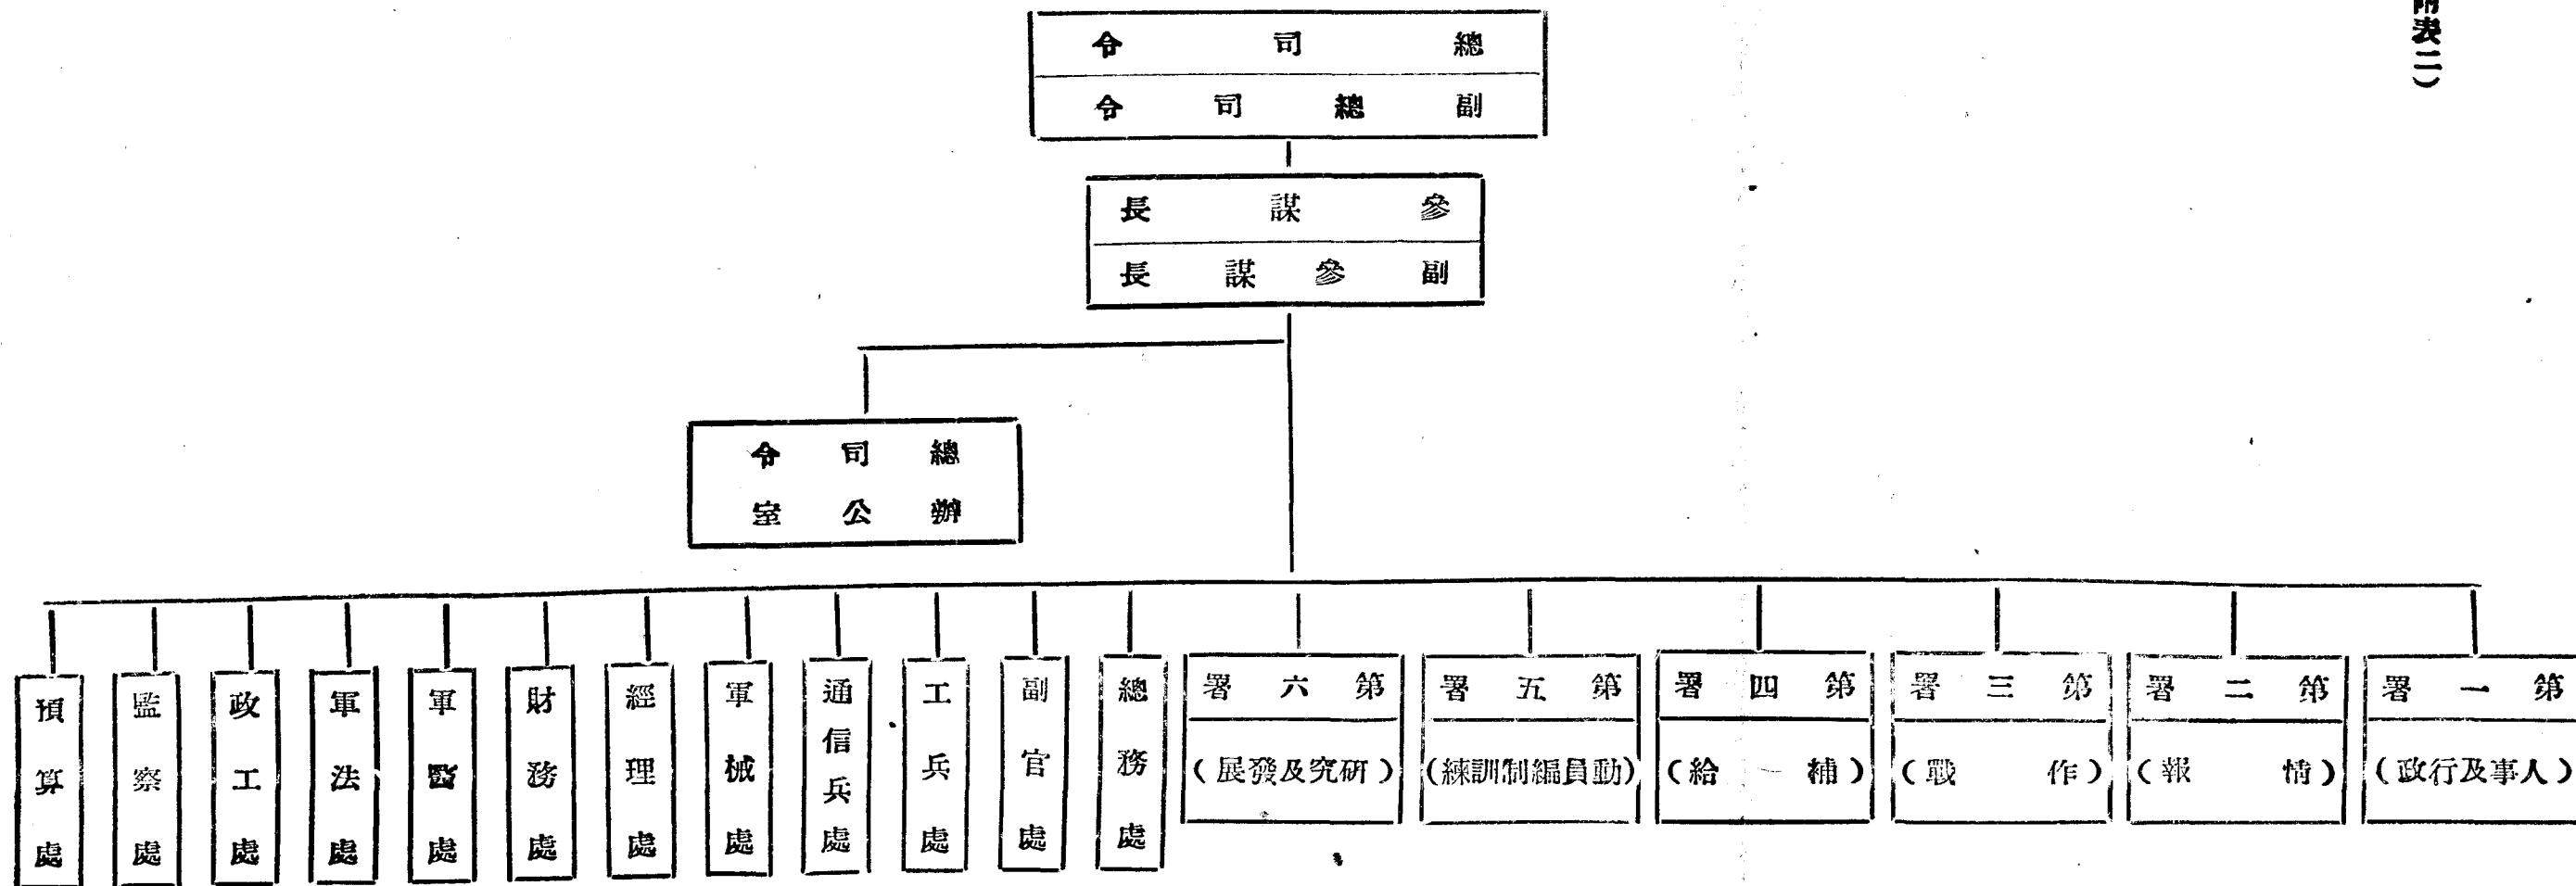 附表二）
總司令
副總司令
參謀長
副參謀長
總司令
辦公室
第一署
（人事及行政）
第二署
（情報）
第三署
（作戰）
第四署
（補給）
第五署
（動員編制訓練）
第六署
（研究及發展）
總務處
副官處
工兵處
通信兵處
軍械處
經理處
財務處
軍醫處
軍法處
政工處
監察處
預算處